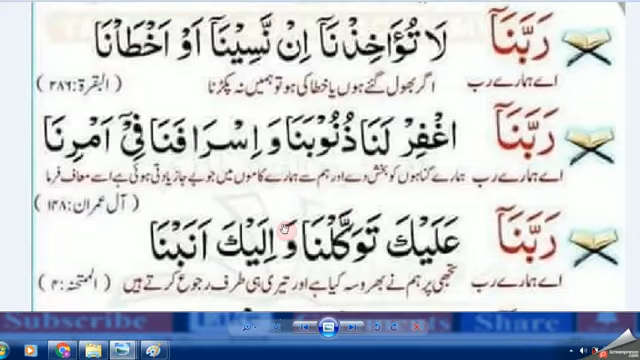 رَبَّنَآ لَا تُؤَاخِذْنَآ اِنْ نَّسِيْنَآ اَوْ اَخْطَاْنَا
اے ہمارے رب اگر بھول گئے ہوں یا خطا کی ہو تو ہمیں نہ پکڑنا (البقرۃ:۲۸۶)
رَبَّنَا اغْفِرْ لَنَا ذُنُوْبَنَا وَ اِسْرَافَنَا فِيْٓ اَمْرِنَا
اے ہمارے رب ہمارے گناہوں کو بخش دے اور ہم سے ہمارے کاموں میں جو بے جا زیادتی ہوئی ہے اسے معاف فرما
(آل عمران:۱۴۸)
رَبَّنَا عَلَيْكَ تَوَكَّلْنَا وَ اِلَيْكَ اَنَبْنَا
اے ہمارے رب تجھی پر ہم نے بھروسہ کیا ہے اور تیری ہی طرف رجوع کرتے ہیں (الممتحنہ:۴)
Subscribe Share